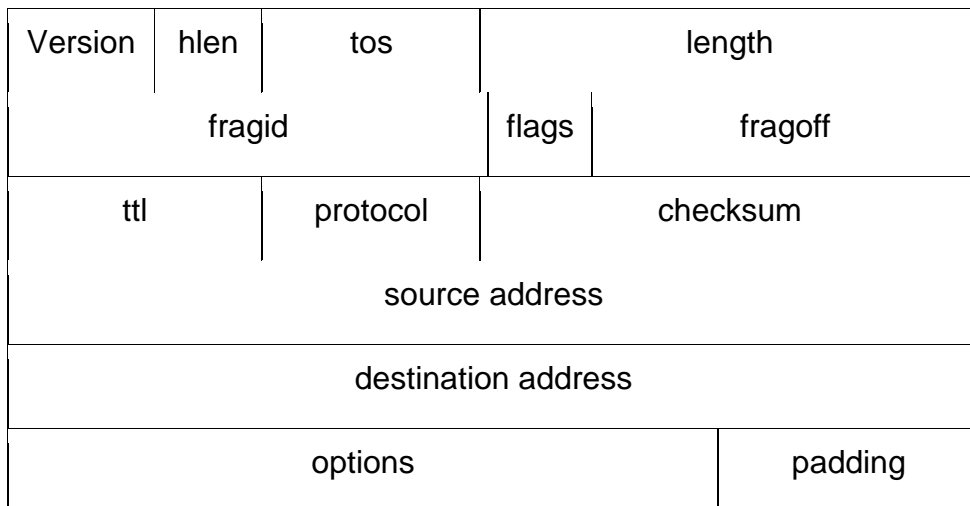 Version hlen tos length
fragid flags fragoff
ttl protocol checksum
source address
destination address
options padding